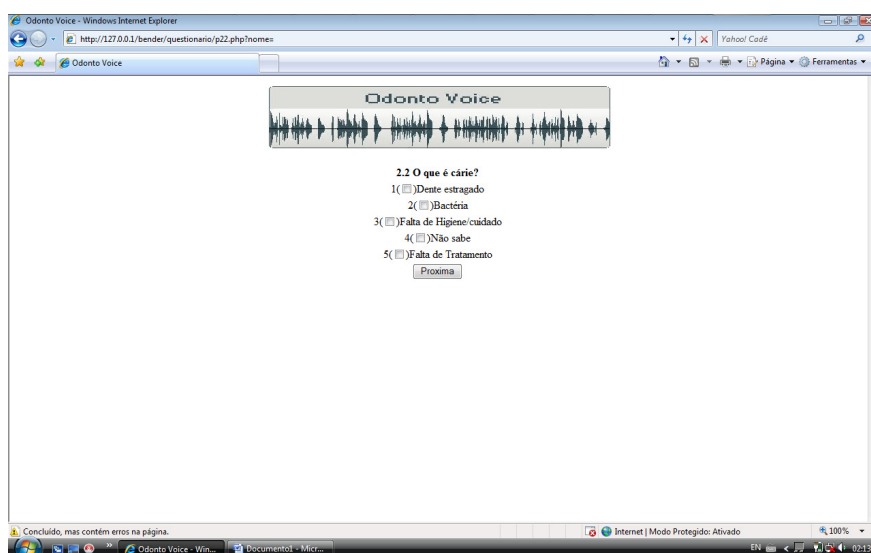 Odonto Voice - Windows Internet Explorer
http://127.0.0.1/bender/questionario/p22.php?nome=
Yahoo! Cadê
Odonto Voice
Página
Ferramentas
Odonto Voice
2.2 O que é cárie?
1( )Dente estragado
2( )Bactéria
3( )Falta de Higiene/cuidado
4( )Não sabe
5( )Falta de Tratamento
Proxima
Concluído, mas contém erros na página.
Internet | Modo Protegido: Ativado
100%
Odonto Voice - Win...
Documento1 - Micr...
EN
02:13